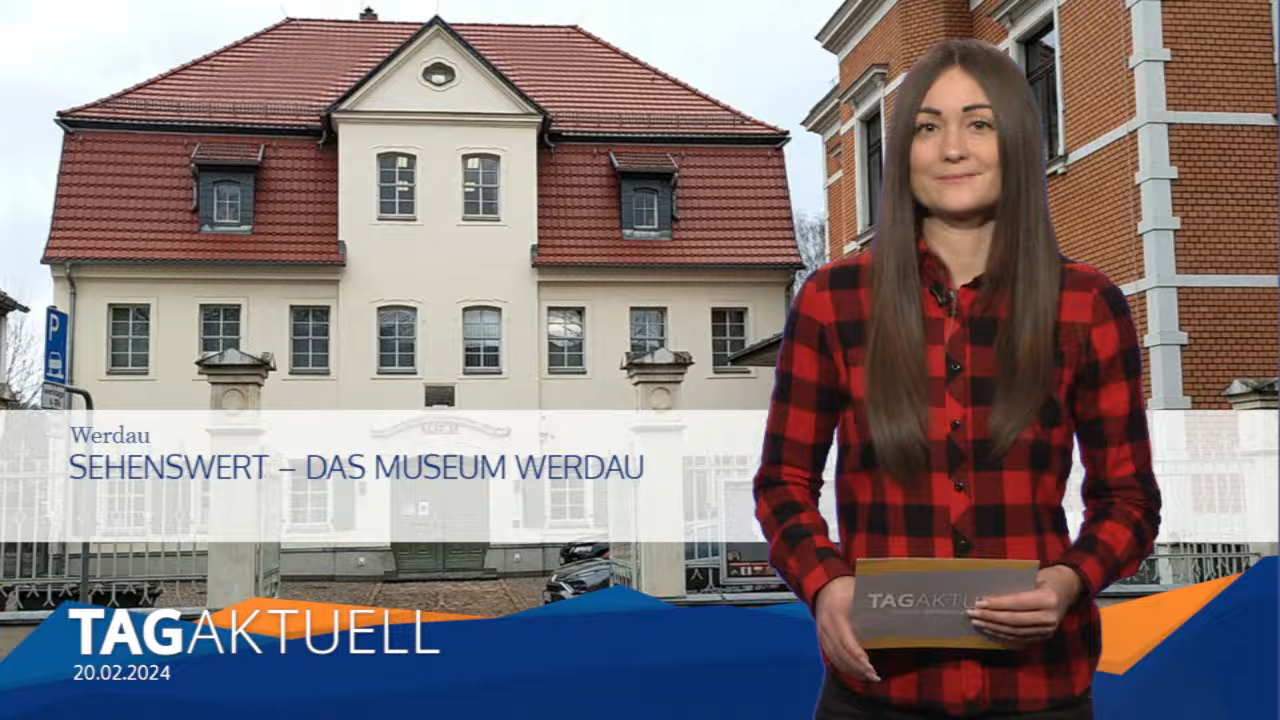 P
Werdau
SEHENSWERT – DAS MUSEUM WERDAU
TAGAKTUELL
TAGAKTUELL
20.02.2024